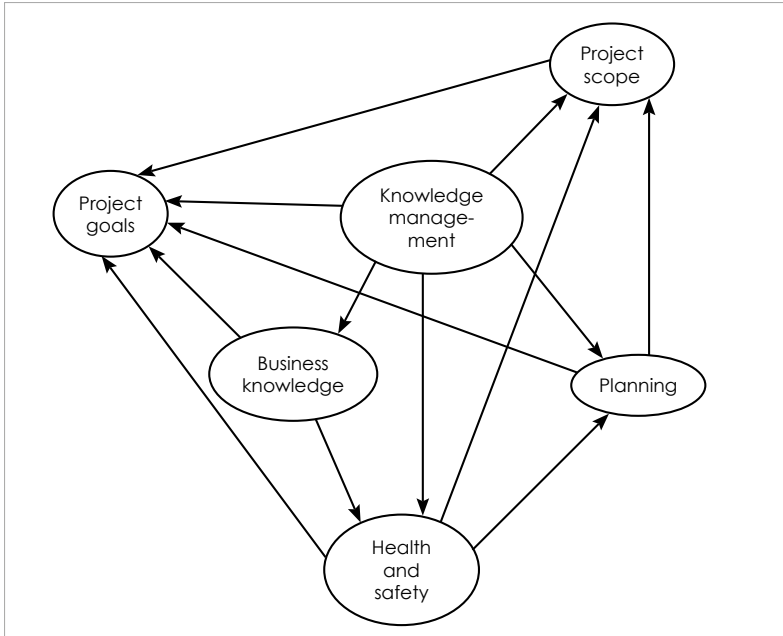 Project
scope
Project
goals
Knowledge
manage-
ment
Business
knowledge
Planning
Health
and
safety